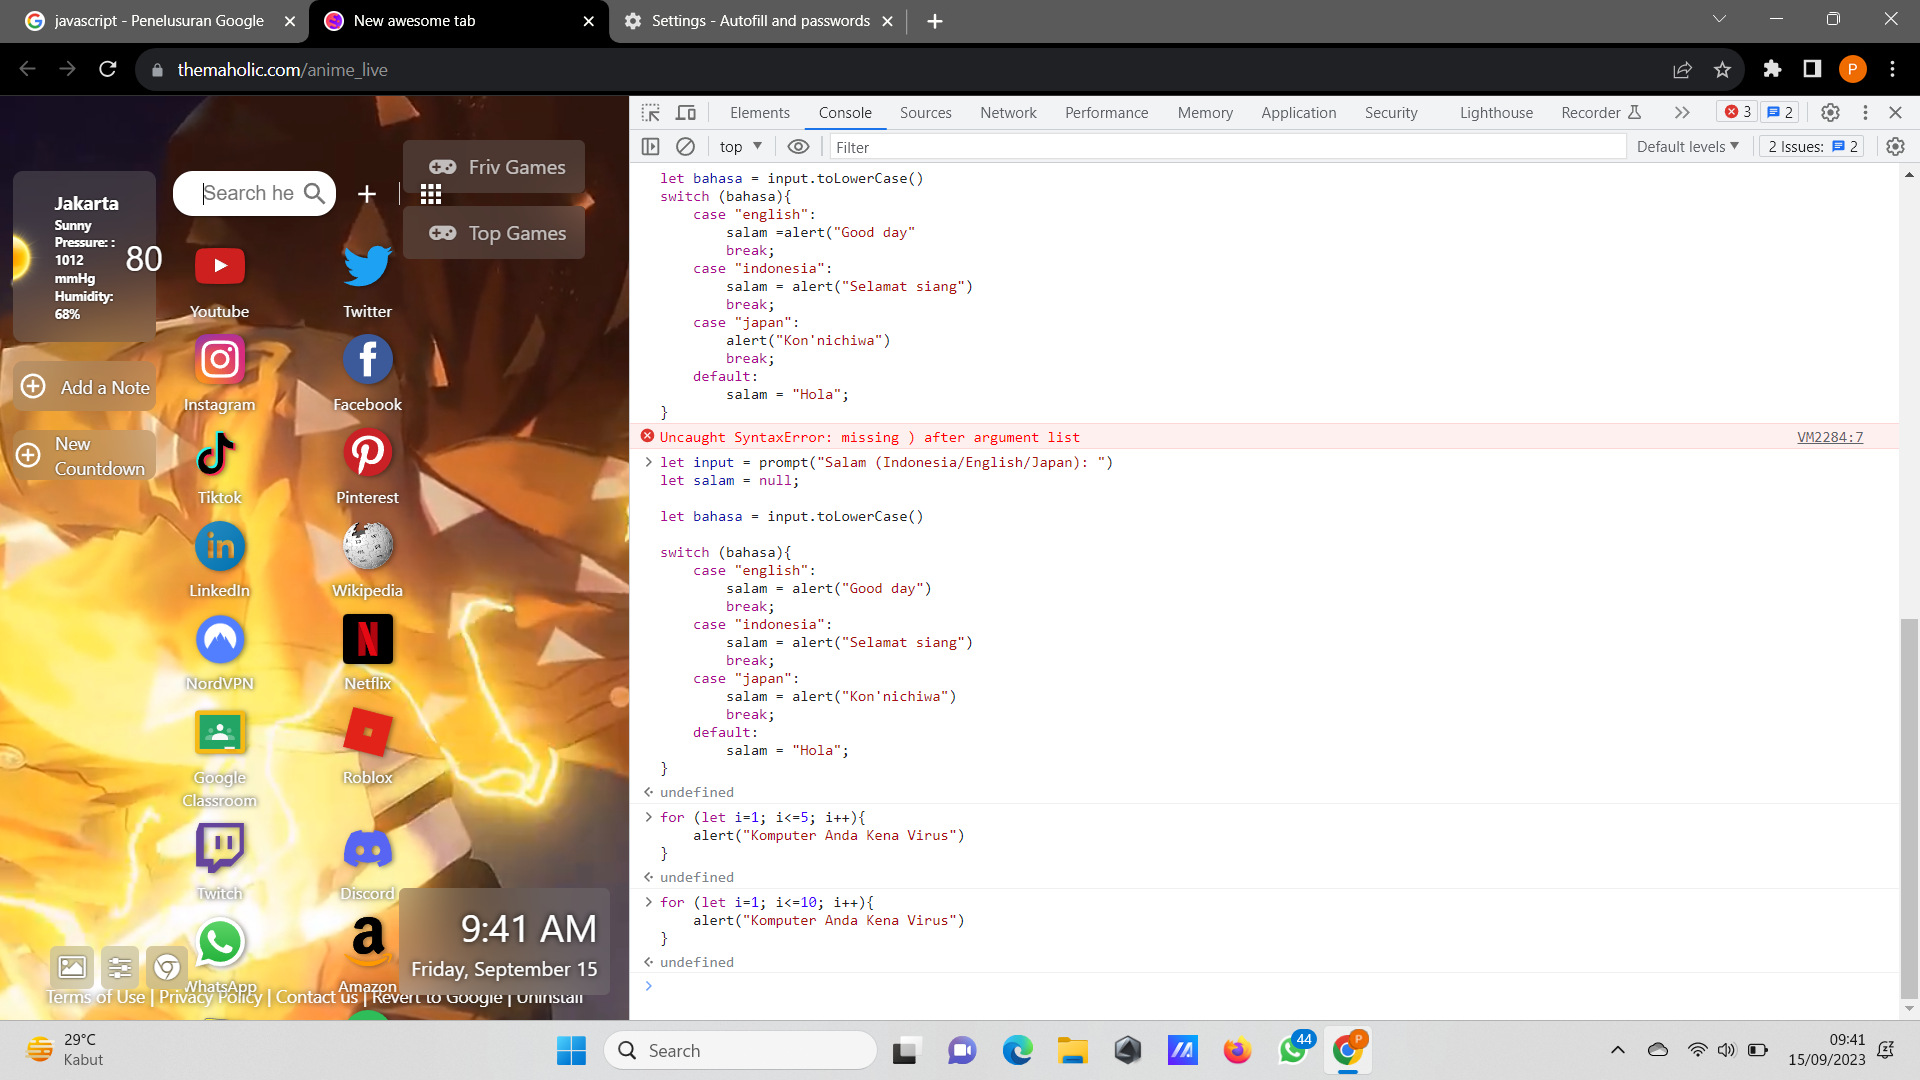 javascript - Penelusuran Google
New awesome tab
Settings - Autofill and passwords
themaholic.com/anime_live
P
Jakarta
Sunny
Pressure: :
1012
mmHg
Humidity:
68%
80
Search he
Friv Games
Top Games
Add a Note
New
Countdown
Youtube
Twitter
Instagram
Facebook
Tiktok
Pinterest
LinkedIn
Wikipedia
NordVPN
Netflix
Google
Classroom
Roblox
Twitch
Discord
WhatsApp
Amazon
9:41 AM
Friday, September 15
Terms of Use | Privacy Policy | Contact us | Revert to Google | Uninstall
Elements Console Sources Network Performance Memory Application Security Lighthouse Recorder 3 2
top Filter Default levels 2 Issues: 2
let bahasa = input.toLowerCase()
switch (bahasa){
case "english":
salam =alert("Good day"
break;
case "indonesia":
salam = alert("Selamat siang")
break;
case "japan":
alert("Kon'nichiwa")
break;
default:
salam = "Hola";
}
Uncaught SyntaxError: missing ) after argument list VM2284:7
let input = prompt("Salam (Indonesia/English/Japan): ")
let salam = null;
let bahasa = input.toLowerCase()
switch (bahasa){
case "english":
salam = alert("Good day")
break;
case "indonesia":
salam = alert("Selamat siang")
break;
case "japan":
salam = alert("Kon'nichiwa")
break;
default:
salam = "Hola";
}
undefined
for (let i=1; i<=5; i++){
alert("Komputer Anda Kena Virus")
}
undefined
for (let i=1; i<=10; i++){
alert("Komputer Anda Kena Virus")
}
undefined
29°C
Kabut
Search
44
P
09:41
15/09/2023